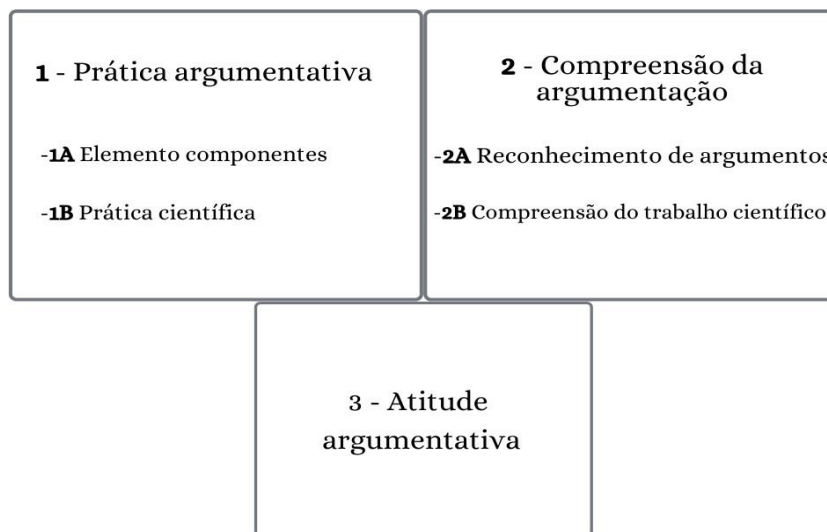 1 - Prática argumentativa
-1A Elemento componentes
-1B Prática científica
2 - Compreensão da
argumentação
-2A Reconhecimento de argumentos
-2B Compreensão do trabalho científico
3 - Atitude
argumentativa